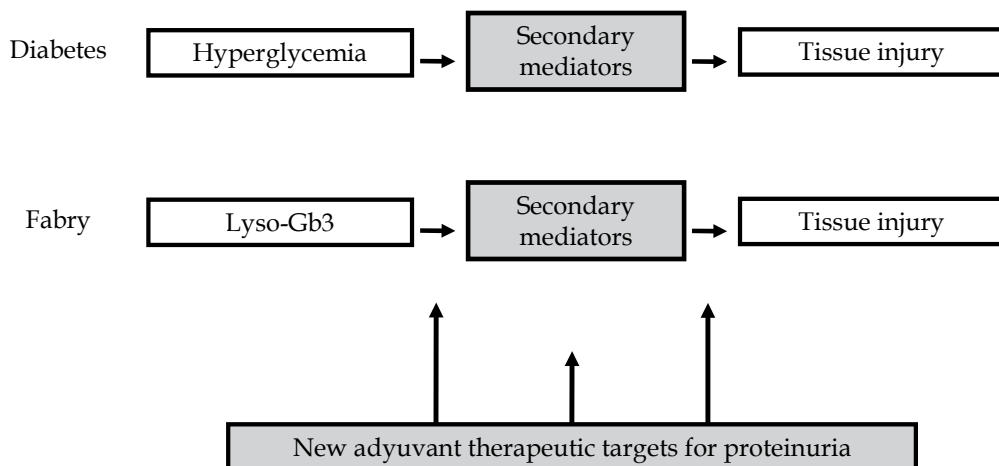 Diabetes
Hyperglycemia
Secondary
mediators
Tissue injury
Fabry
Lyso-Gb3
Secondary
mediators
Tissue injury
New adyuvant therapeutic targets for proteinuria